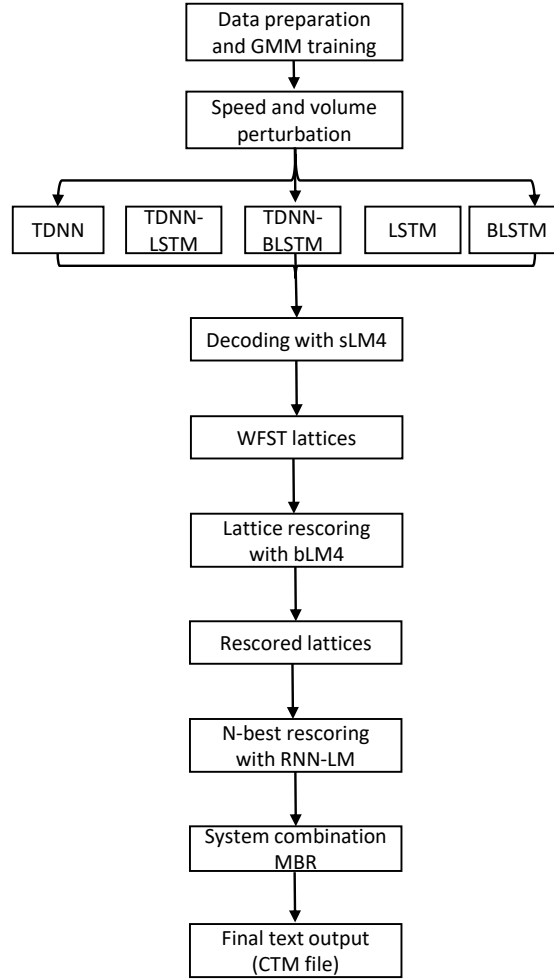 Data preparation
and GMM training
Speed and volume
perturbation
TDNN
TDNN-
LSTM
TDNN-
BLSTM
LSTM
BLSTM
Decoding with sLM4
WFST lattices
Lattice rescoring
with bLM4
Rescored lattices
N-best rescoring
with RNN-LM
System combination
MBR
Final text output
(CTM file)